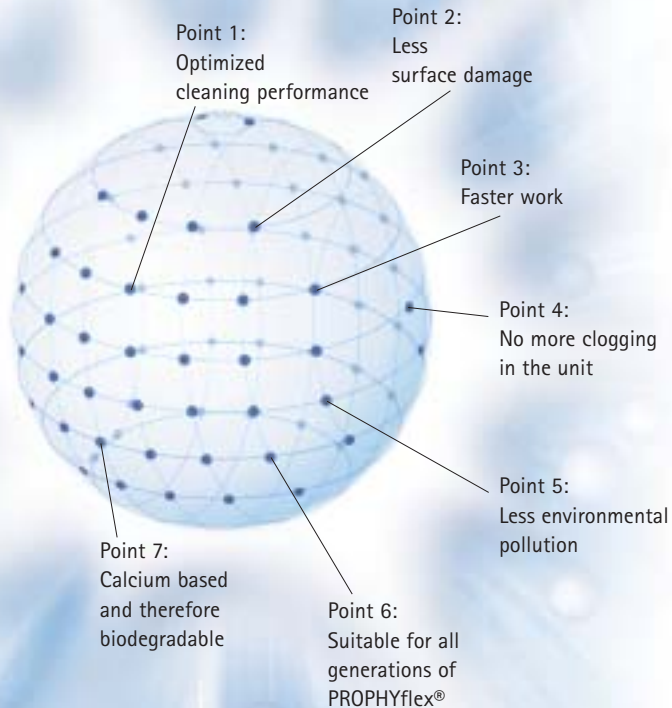 Point 1:
Optimized
cleaning performance
Point 2:
Less
surface damage
Point 3:
Faster work
Point 4:
No more clogging
in the unit
Point 5:
Less environmental
pollution
Point 6:
Suitable for all
generations of
PROPHYflex®
Point 7:
Calcium based
and therefore
biodegradable